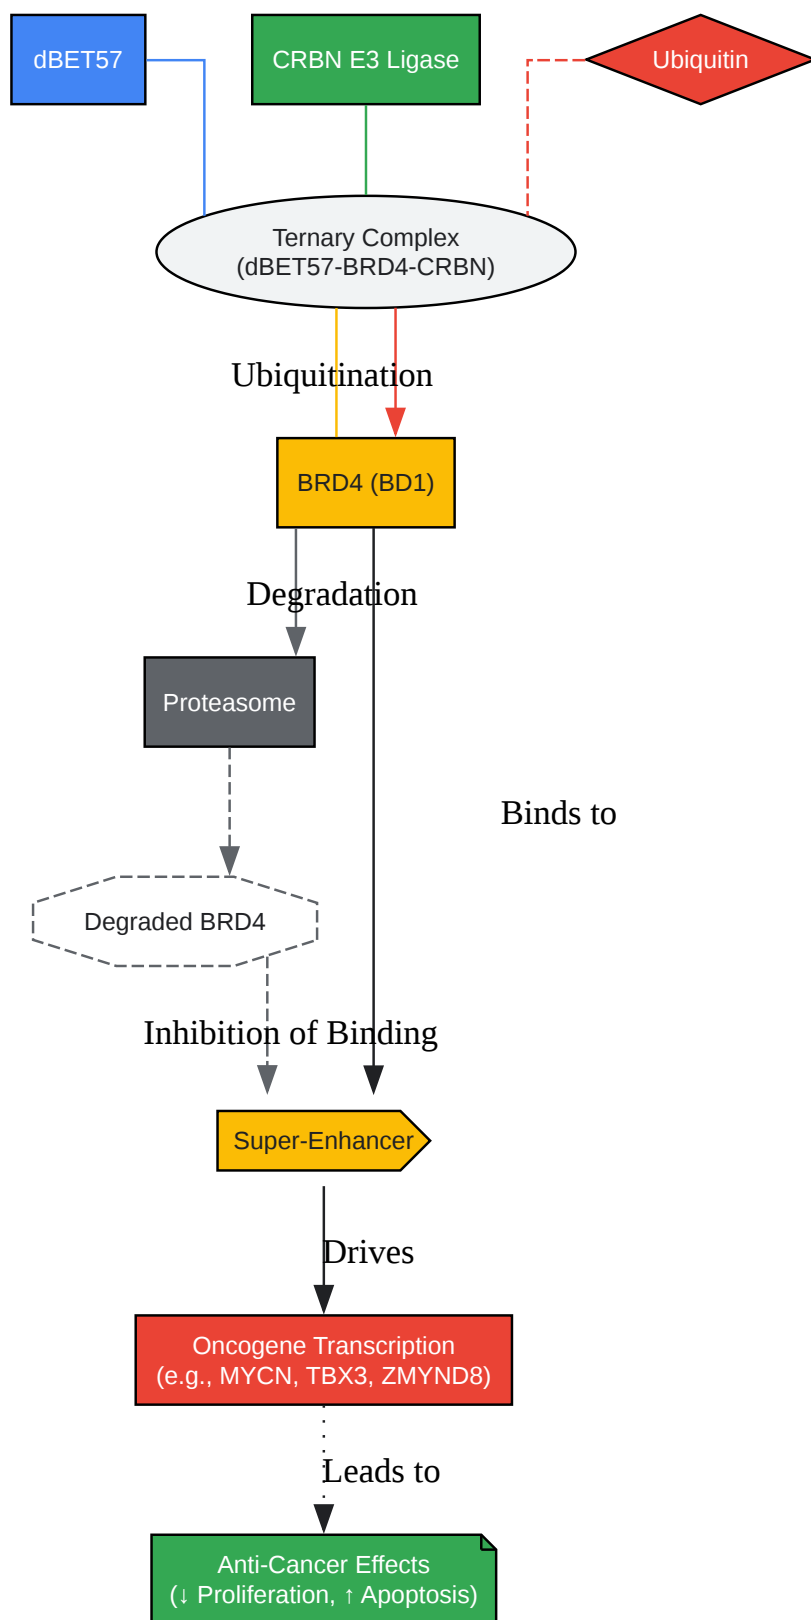 dBET57
CRBN E3 Ligase
Ubiquitin
Ternary Complex
(dBET57-BRD4-CRBN)
Ubiquitination
BRD4 (BD1)
Degradation
Proteasome
Binds to
Degraded BRD4
Inhibition of Binding
Super-Enhancer
Drives
Oncogene Transcription
(e.g., MYCN, TBX3, ZMYND8)
Leads to
Anti-Cancer Effects
(↓ Proliferation, ↑ Apoptosis)